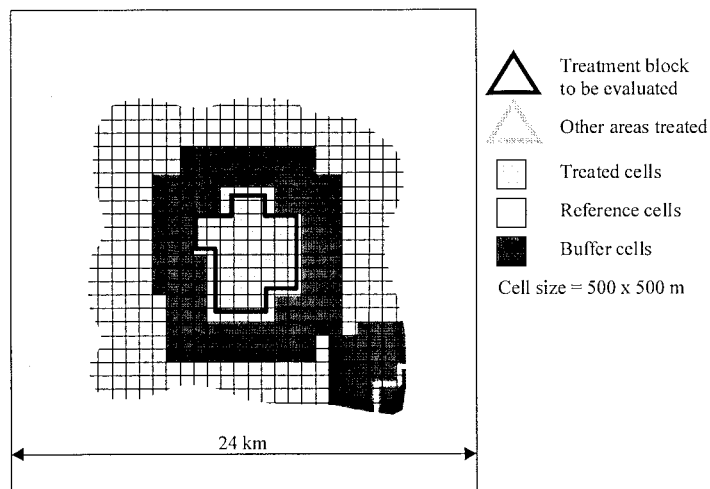 Treatment block
to be evaluated
Other areas treated
Treated cells
Reference cells
Buffer cells
Cell size = 500 x 500 m
24 km